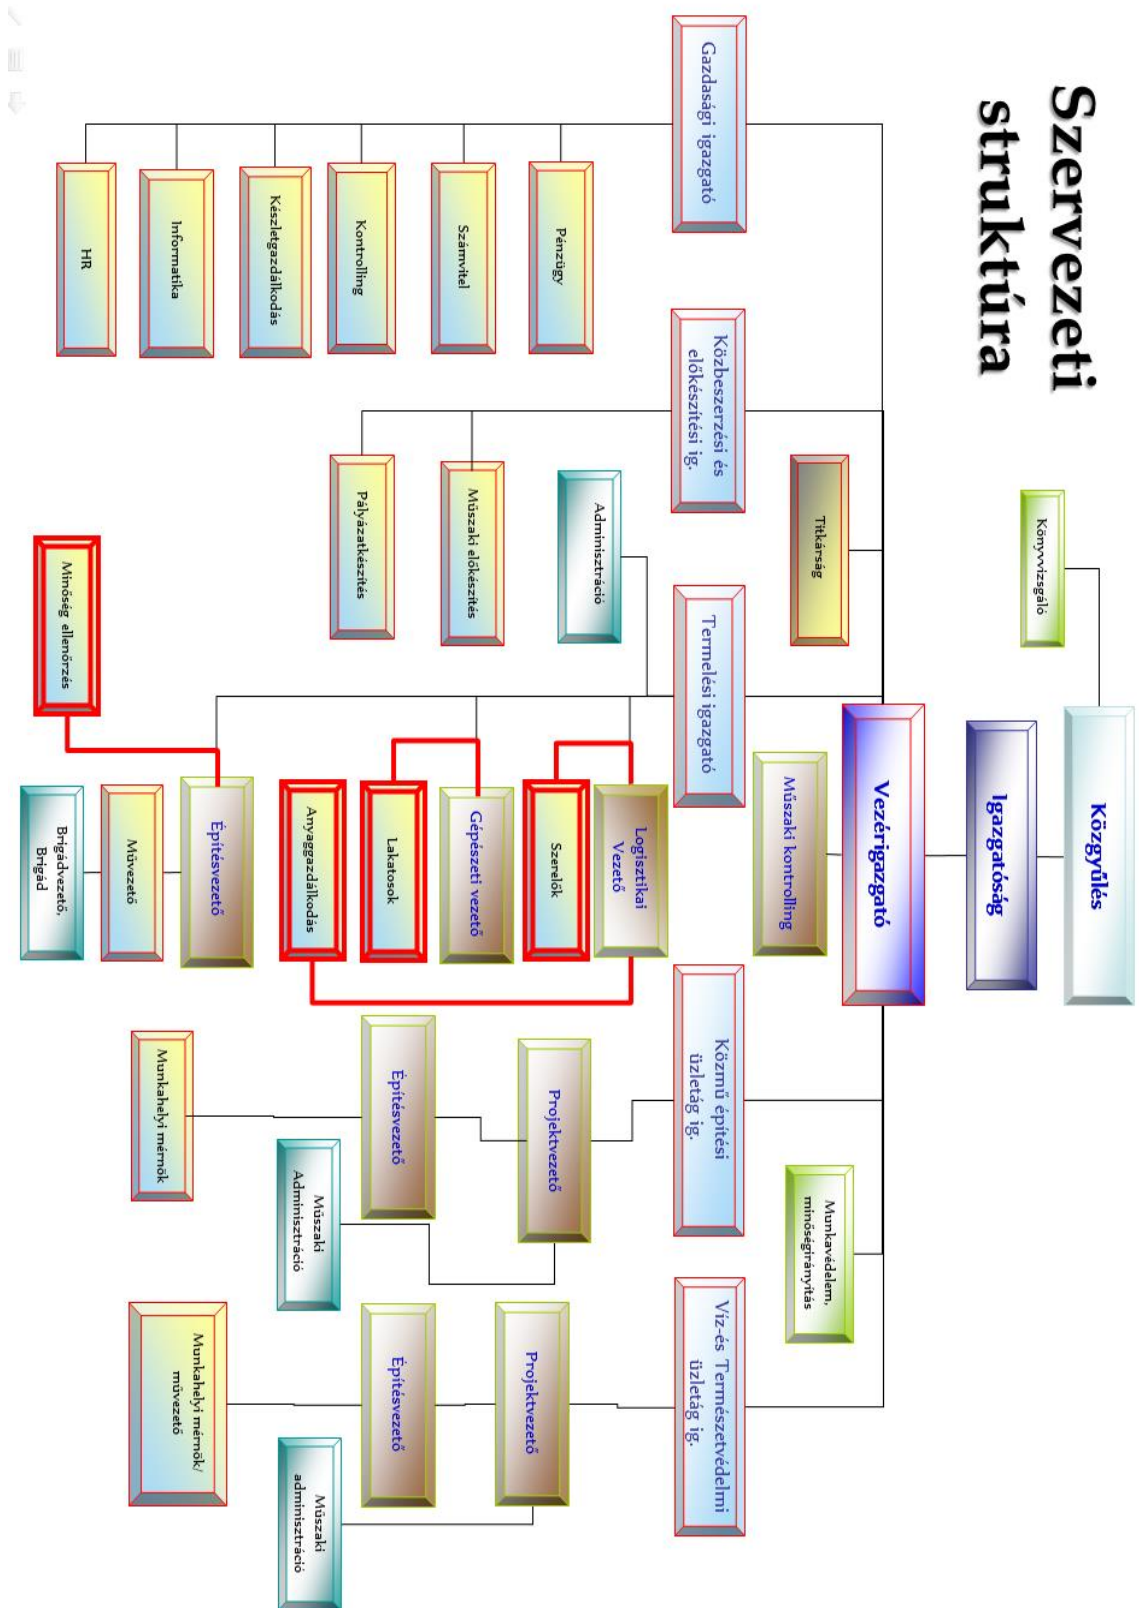 Szervezeti
struktúra
Közgyűlés
Könyvvizsgáló
Igazgatóság
Vezérigazgató
Titkárság
Műszaki kontrolling
Munkavédelem,
minőségirányítás
Gazdasági igazgató
Közbeszerzési és
előkészítési ig.
Termelési igazgató
Közmű építési
üzletág ig.
Víz-és Természetvédelmi
üzletág ig.
Pénzügy
Számvitel
Kontrolling
Készletgazdálkodás
Informatika
HR
Műszaki előkészítés
Pályázatkészítés
Adminisztráció
Logisztikai
Vezető
Szerelők
Gépészeti vezető
Lakatosok
Anyaggazdálkodás
Építésvezető
Minőség ellenőrzés
Művezető
Brigádvezető,
Brigád
Projektvezető
Építésvezető
Műszaki
Adminisztráció
Munkahelyi mérnök
Projektvezető
Építésvezető
Műszaki
adminisztráció
Munkahelyi mérnök/
művezető